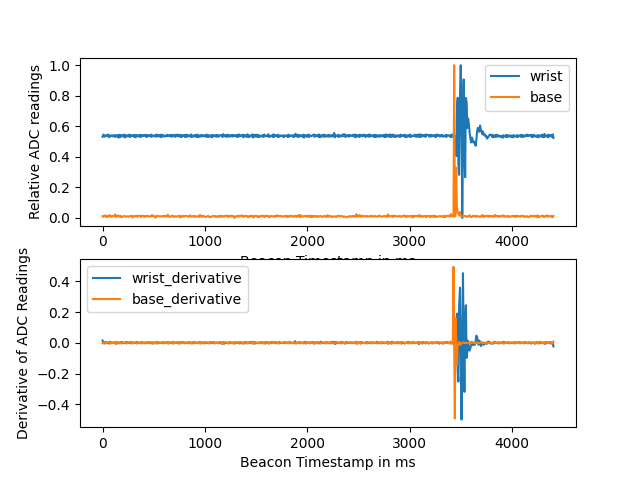 Relative ADC readings
1.0
0.8
0.6
0.4
0.2
0.0
wrist
base
0 1000 2000 3000 4000
Beacon Timestamp in ms
Derivative of ADC Readings
0.4
0.2
0.0
−0.2
−0.4
wrist_derivative
base_derivative
0 1000 2000 3000 4000
Beacon Timestamp in ms